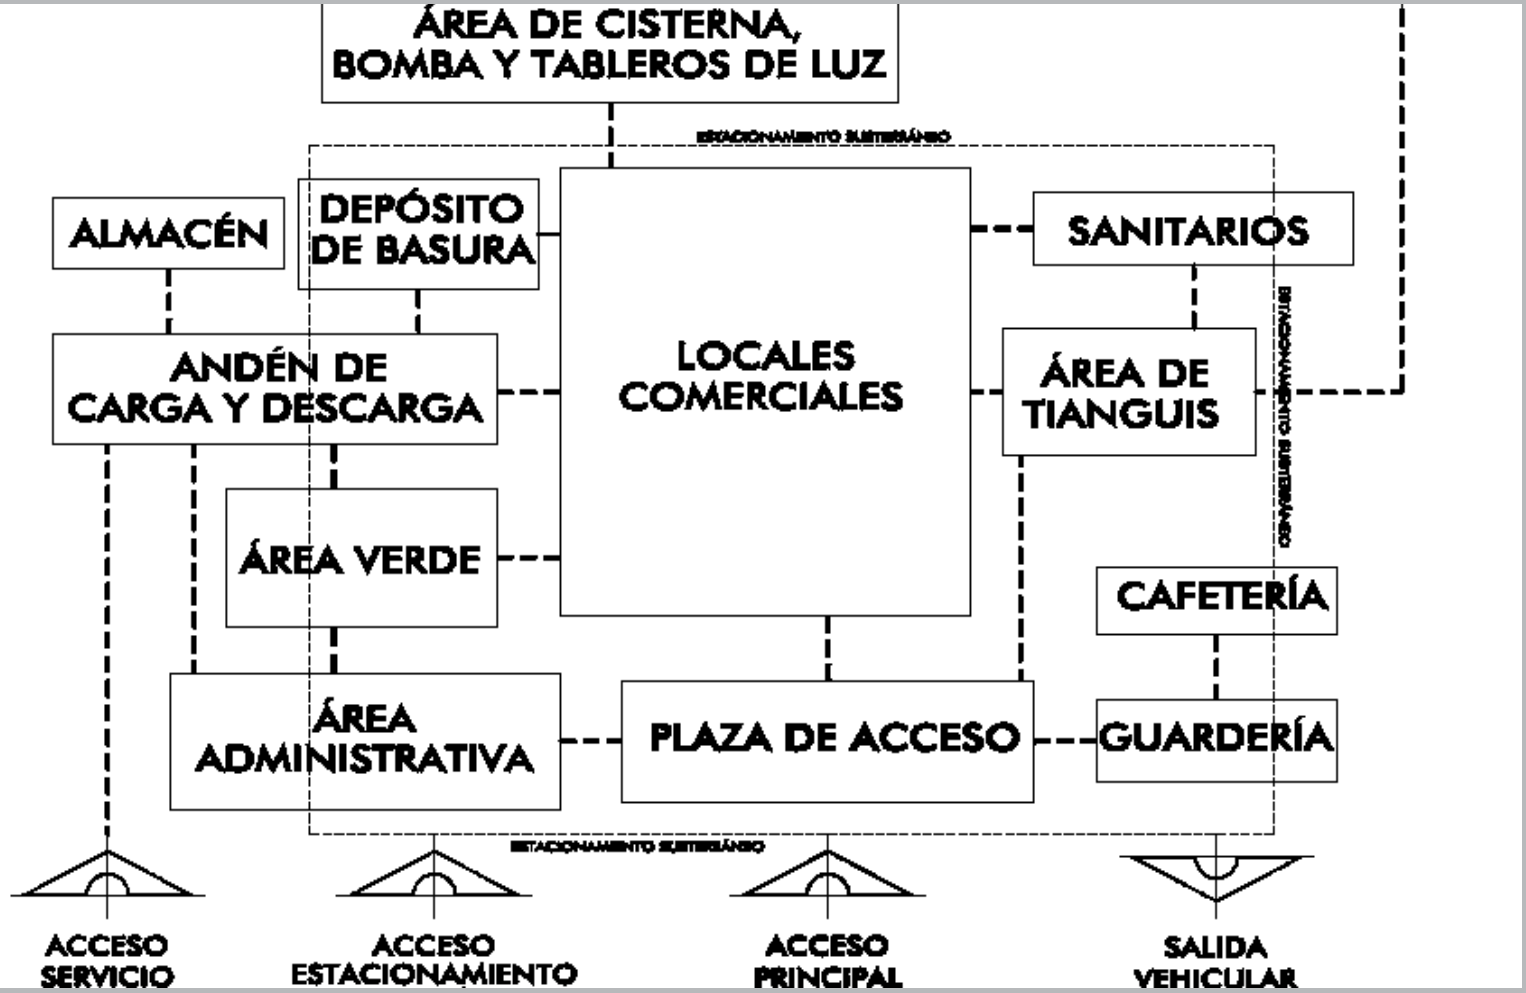 ÁREA DE CISTERNA,
BOMBA Y TABLEROS DE LUZ
ESTACIONAMIENTO SUBTERRÁNEO
ALMACÉN
DEPÓSITO
DE BASURA
SANITARIOS
ANDÉN DE
CARGA Y DESCARGA
LOCALES
COMERCIALES
ÁREA DE
TIANGUIS
ESTACIONAMIENTO SUBTERRÁNEO
ÁREA VERDE
CAFETERÍA
ÁREA
ADMINISTRATIVA
PLAZA DE ACCESO
GUARDERÍA
ESTACIONAMIENTO SUBTERRÁNEO
ACCESO
SERVICIO
ACCESO
ESTACIONAMIENTO
ACCESO
PRINCIPAL
SALIDA
VEHICULAR